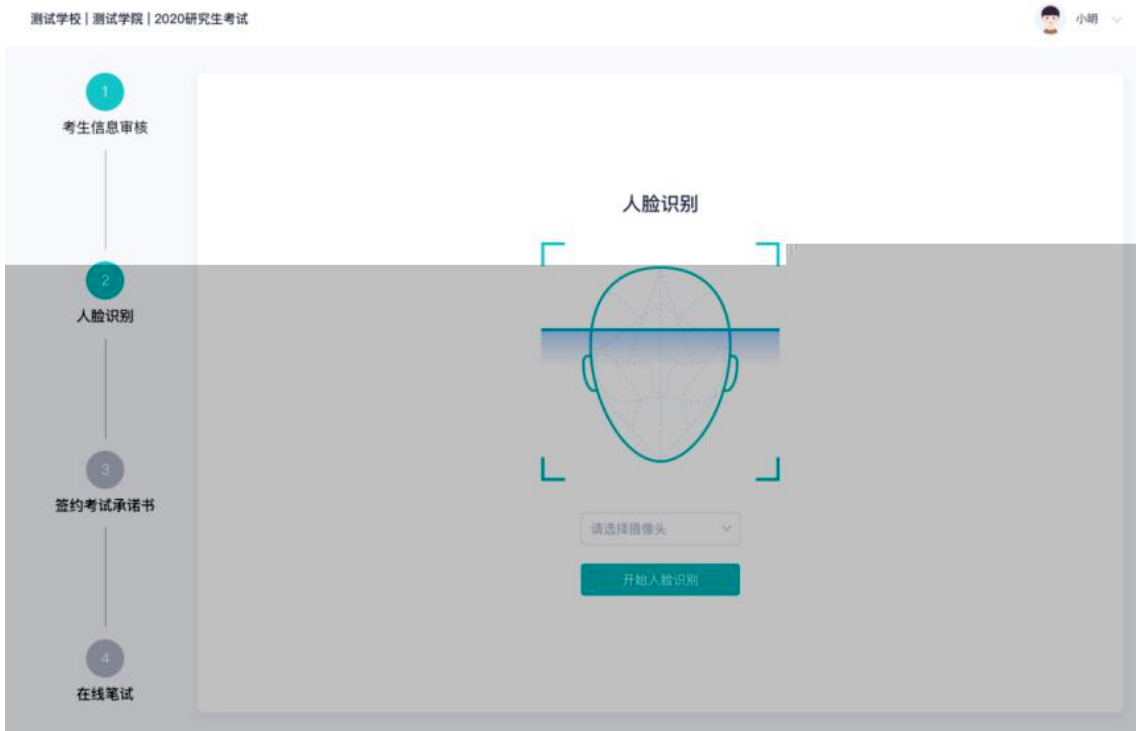 测试学校 | 测试学院 | 2020研究生考试
小明
1
考生信息审核
2
人脸识别
3
签约考试承诺书
4
在线笔试
人脸识别
请选择摄像头
开始人脸识别